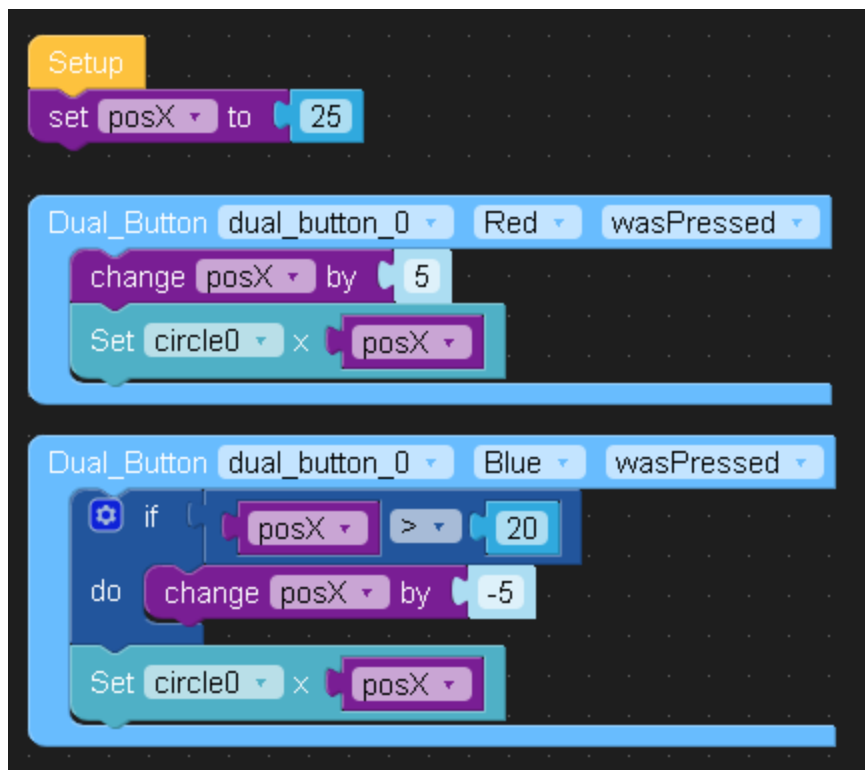 Setup
set posX to 25
Dual_Button dual_button_0 Red wasPressed
change posX by 5
Set circle0 x posX
Dual_Button dual_button_0 Blue wasPressed
if posX > 20
do change posX by -5
Set circle0 x posX